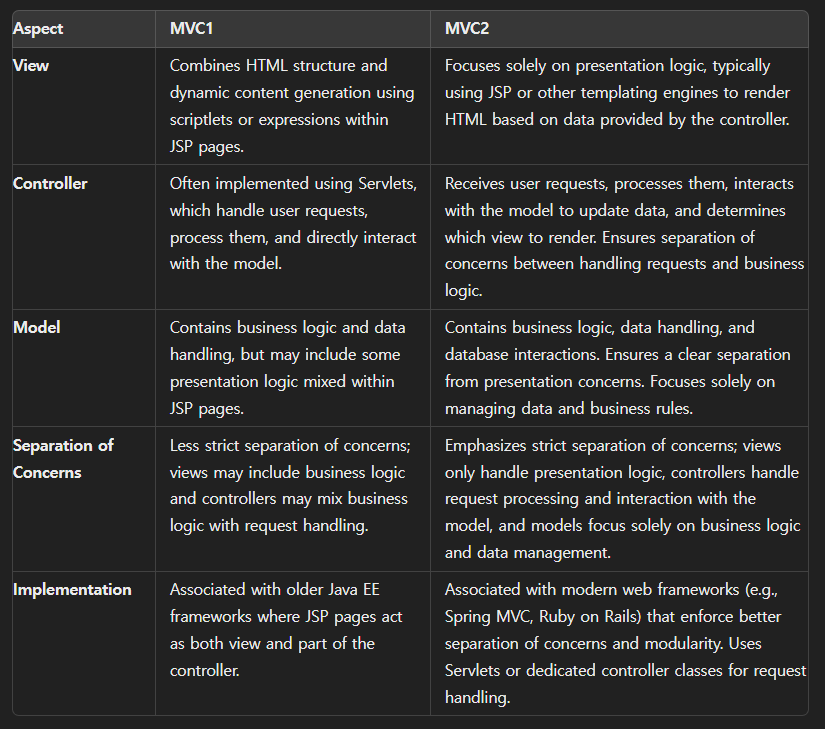 Aspect MVC1 MVC2
View
Combines HTML structure and
dynamic content generation using
scriptlets or expressions within
JSP pages.
Focuses solely on presentation logic, typically
using JSP or other templating engines to render
HTML based on data provided by the controller.
Controller
Often implemented using Servlets,
which handle user requests,
process them, and directly interact
with the model.
Receives user requests, processes them, interacts
with the model to update data, and determines
which view to render. Ensures separation of
concerns between handling requests and business
logic.
Model
Contains business logic and data
handling, but may include some
presentation logic mixed within
JSP pages.
Contains business logic, data handling, and
database interactions. Ensures a clear separation
from presentation concerns. Focuses solely on
managing data and business rules.
Separation of
Concerns
Less strict separation of concerns;
views may include business logic
and controllers may mix business
logic with request handling.
Emphasizes strict separation of concerns; views
only handle presentation logic, controllers handle
request processing and interaction with the
model, and models focus solely on business logic
and data management.
Implementation
Associated with older Java EE
frameworks where JSP pages act
as both view and part of the
controller.
Associated with modern web frameworks (e.g.,
Spring MVC, Ruby on Rails) that enforce better
separation of concerns and modularity. Uses
Servlets or dedicated controller classes for request
handling.